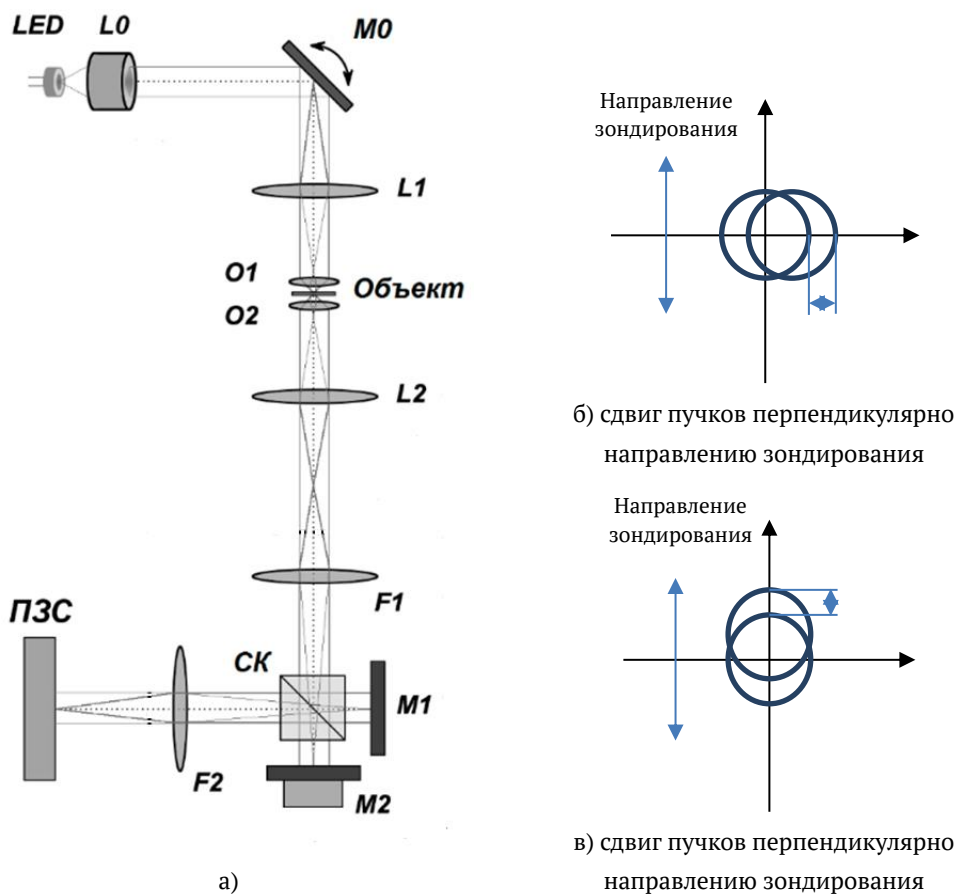 LED
L0
M0
L1
O1
Объект
O2
L2
F1
ПЗС
СК
M1
F2
M2
а)
Направление
зондирования
б) сдвиг пучков перпендикулярно
направлению зондирования
Направление
зондирования
в) сдвиг пучков перпендикулярно
направлению зондирования